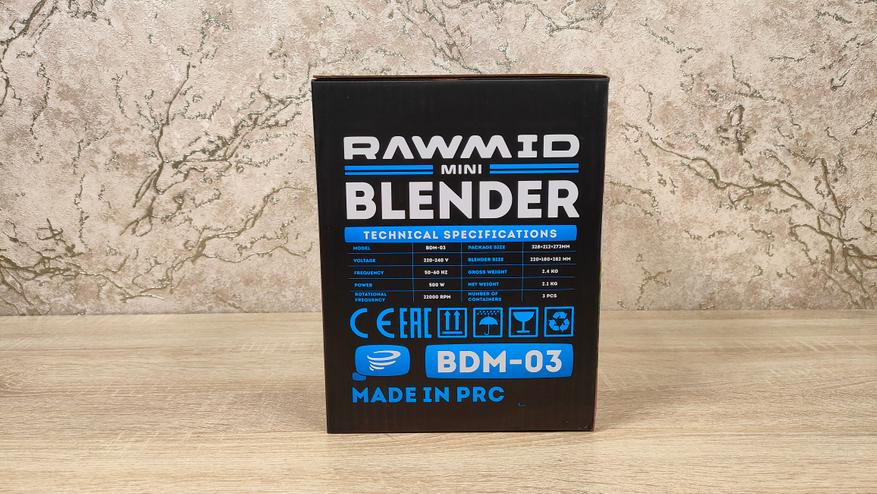 RAWMID
MINI
BLENDER
TECHNICAL SPECIFICATIONS
MODEL BDM-03 PACKAGE SIZE 328×212×273MM
VOLTAGE 220-240 V BLENDER SIZE 220×180×282 MM
FREQUENCY 50-60 HZ GROSS WEIGHT 2.4 KG
POWER 500 W NET WEIGHT 2.1 KG
ROTATIONAL FREQUENCY 22000 RPM NUMBER OF CONTAINERS 3 PCS
CE EAC
BDM-03
MADE IN PRC